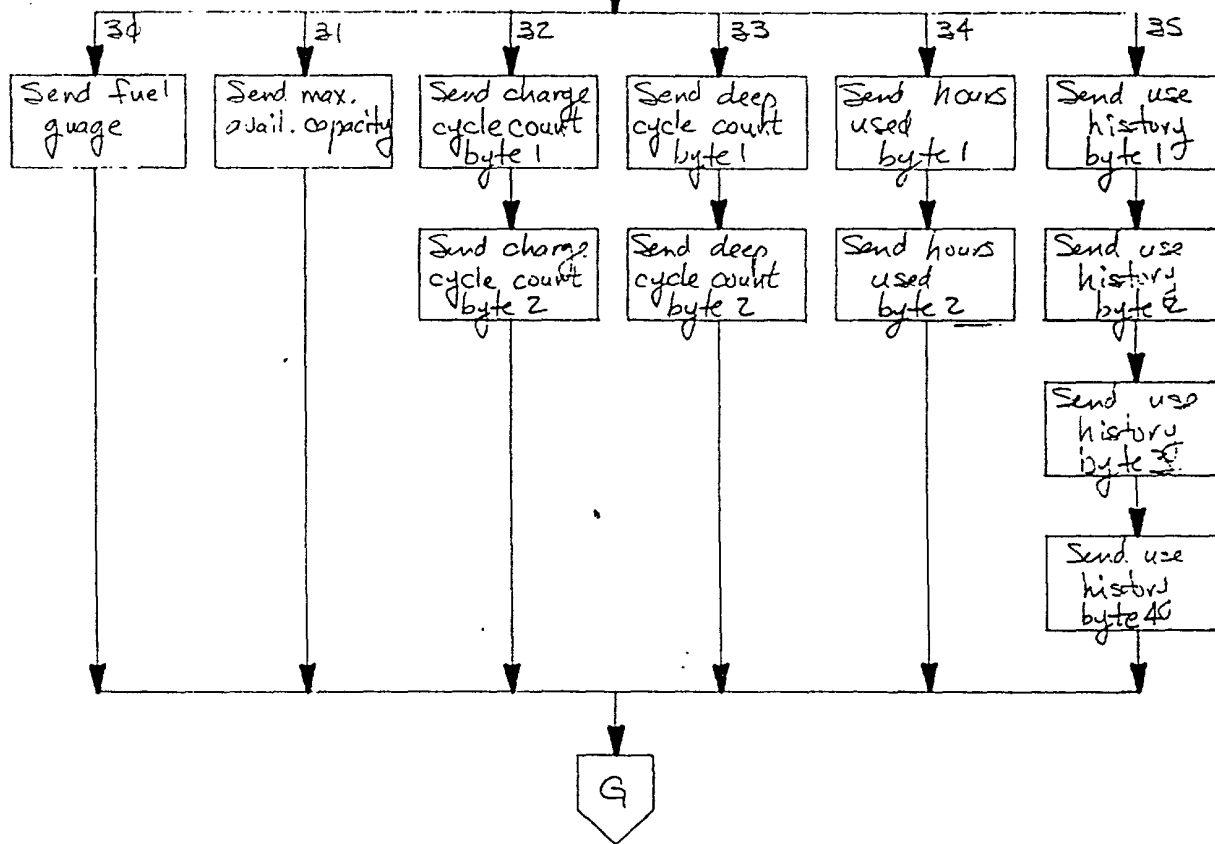 30
31
32
33
34
35
Send fuel
guage
Send max.
avail. capacity
Send charge
cycle count
byte 1
Send deep
cycle count
byte 1
Send hours
used
byte 1
Send use
history
byte 1
Send charge
cycle count
byte 2
Send deep
cycle count
byte 2
Send hours
used
byte 2
Send use
history
byte 2
Send use
history
byte 3
Send use
history
byte 4
G